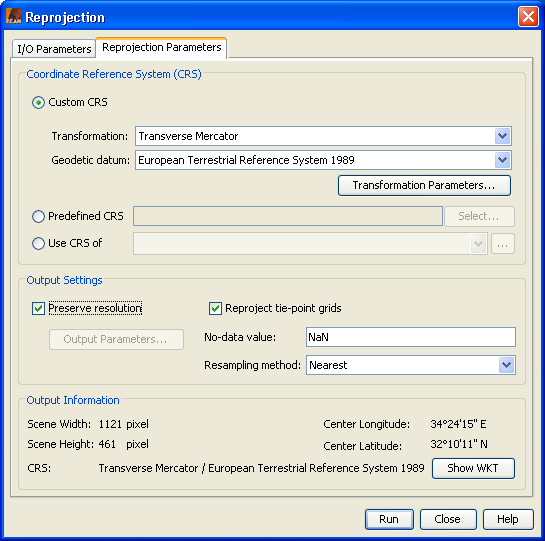 Reprojection
I/O Parameters Reprojection Parameters
Coordinate Reference System (CRS)
Custom CRS
Transformation: Transverse Mercator
Geodetic datum: European Terrestrial Reference System 1989
Transformation Parameters...
Predefined CRS Select...
Use CRS of ...
Output Settings
Preserve resolution Reproject tie-point grids
Output Parameters... No-data value: NaN
Resampling method: Nearest
Output Information
Scene Width: 1121 pixel Center Longitude: 34°24'15" E
Scene Height: 461 pixel Center Latitude: 32°10'11" N
CRS: Transverse Mercator / European Terrestrial Reference System 1989 Show WKT
Run Close Help